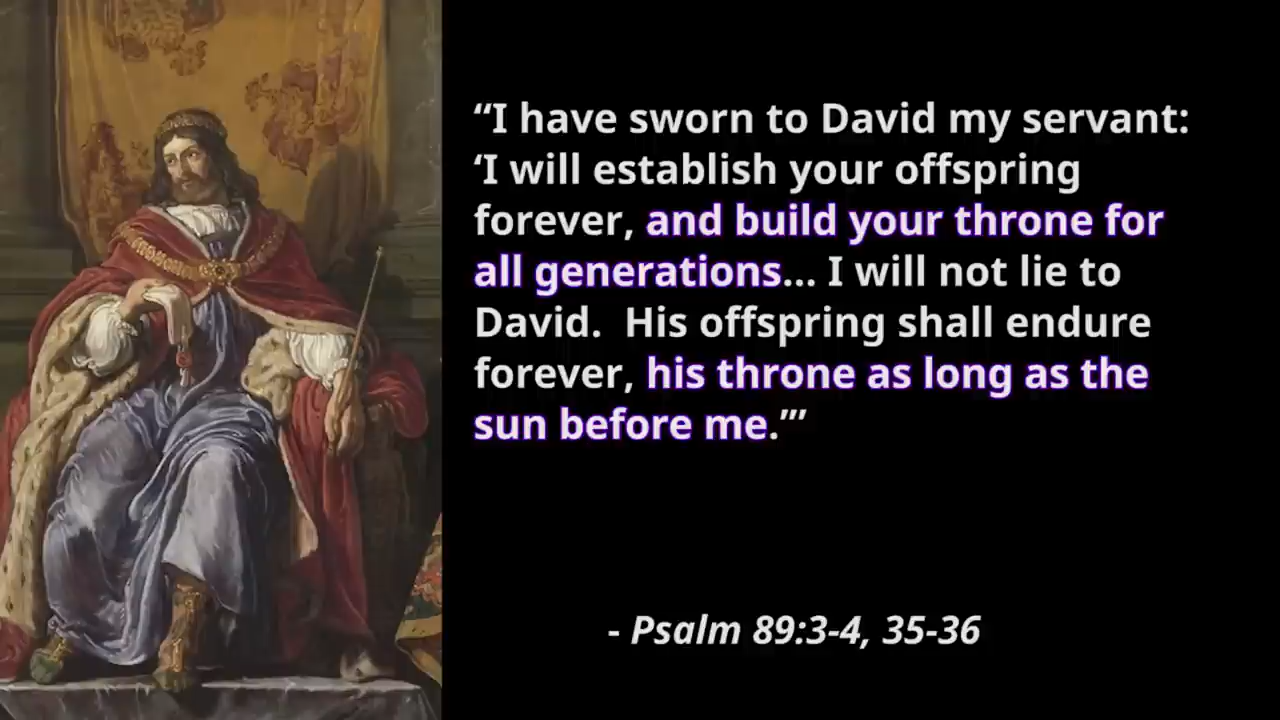 “I have sworn to David my servant:
‘I will establish your offspring
forever, and build your throne for
all generations... I will not lie to
David.  His offspring shall endure
forever, his throne as long as the
sun before me.’”
- Psalm 89:3-4, 35-36